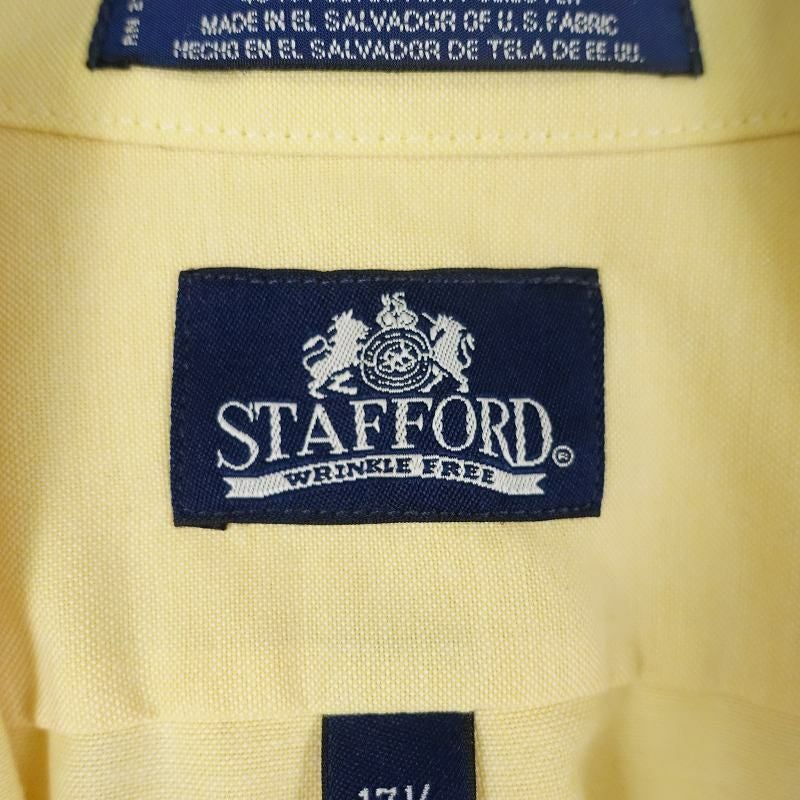 MADE IN EL SALVADOR OF U.S. FABRIC
HECHO EN EL SALVADOR DE TELA DE EE.UU.
STAFFORD®
WRINKLE FREE